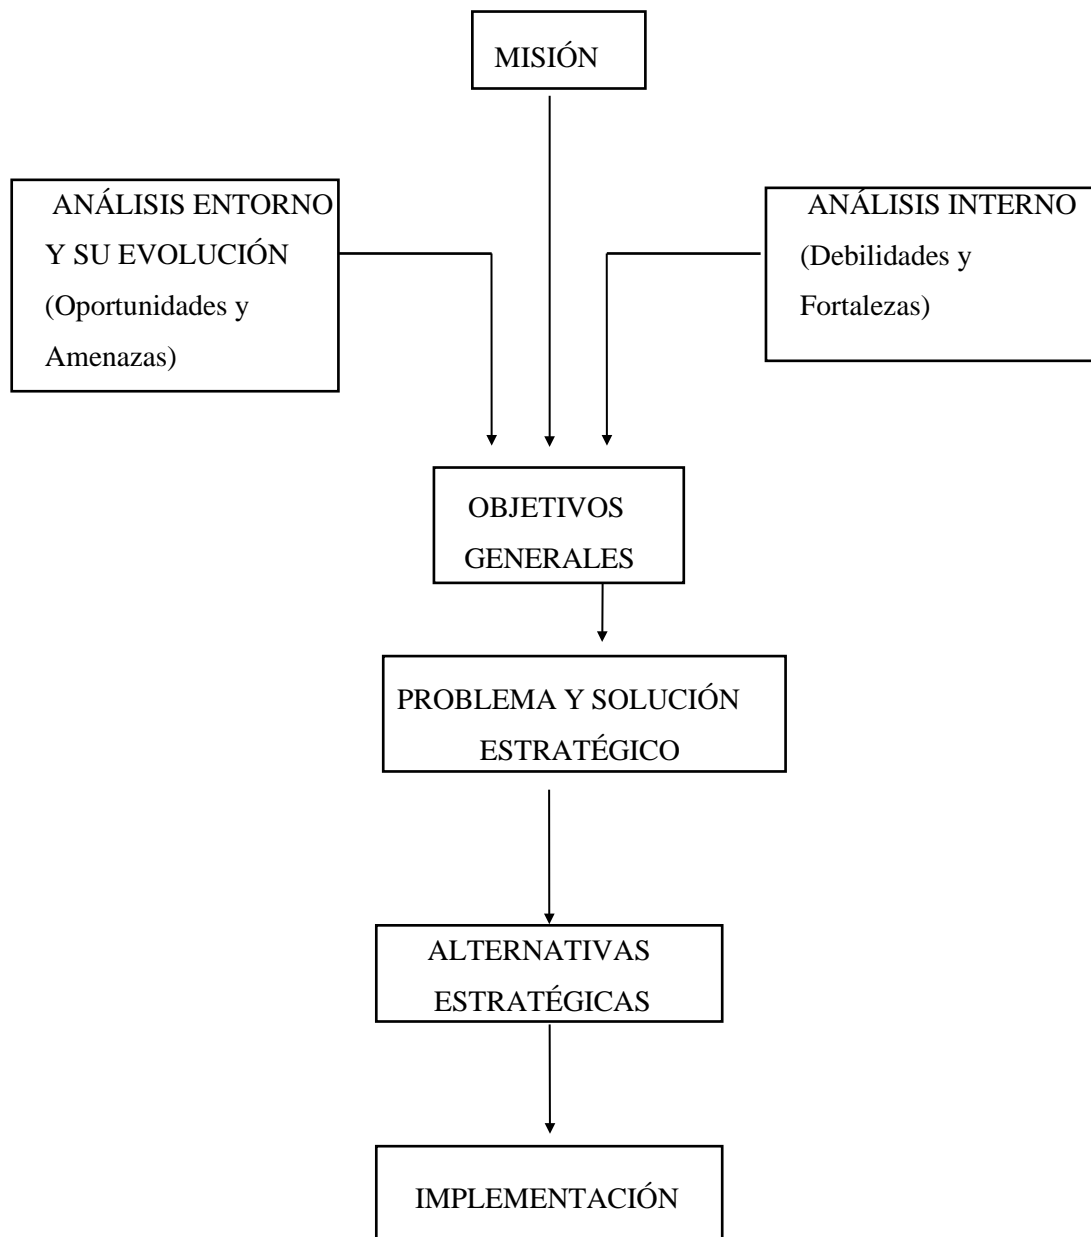 MISIÓN
ANÁLISIS ENTORNO
Y SU EVOLUCIÓN
(Oportunidades y
Amenazas)
ANÁLISIS INTERNO
(Debilidades y
Fortalezas)
OBJETIVOS
GENERALES
PROBLEMA Y SOLUCIÓN
ESTRATÉGICO
ALTERNATIVAS
ESTRATÉGICAS
IMPLEMENTACIÓN